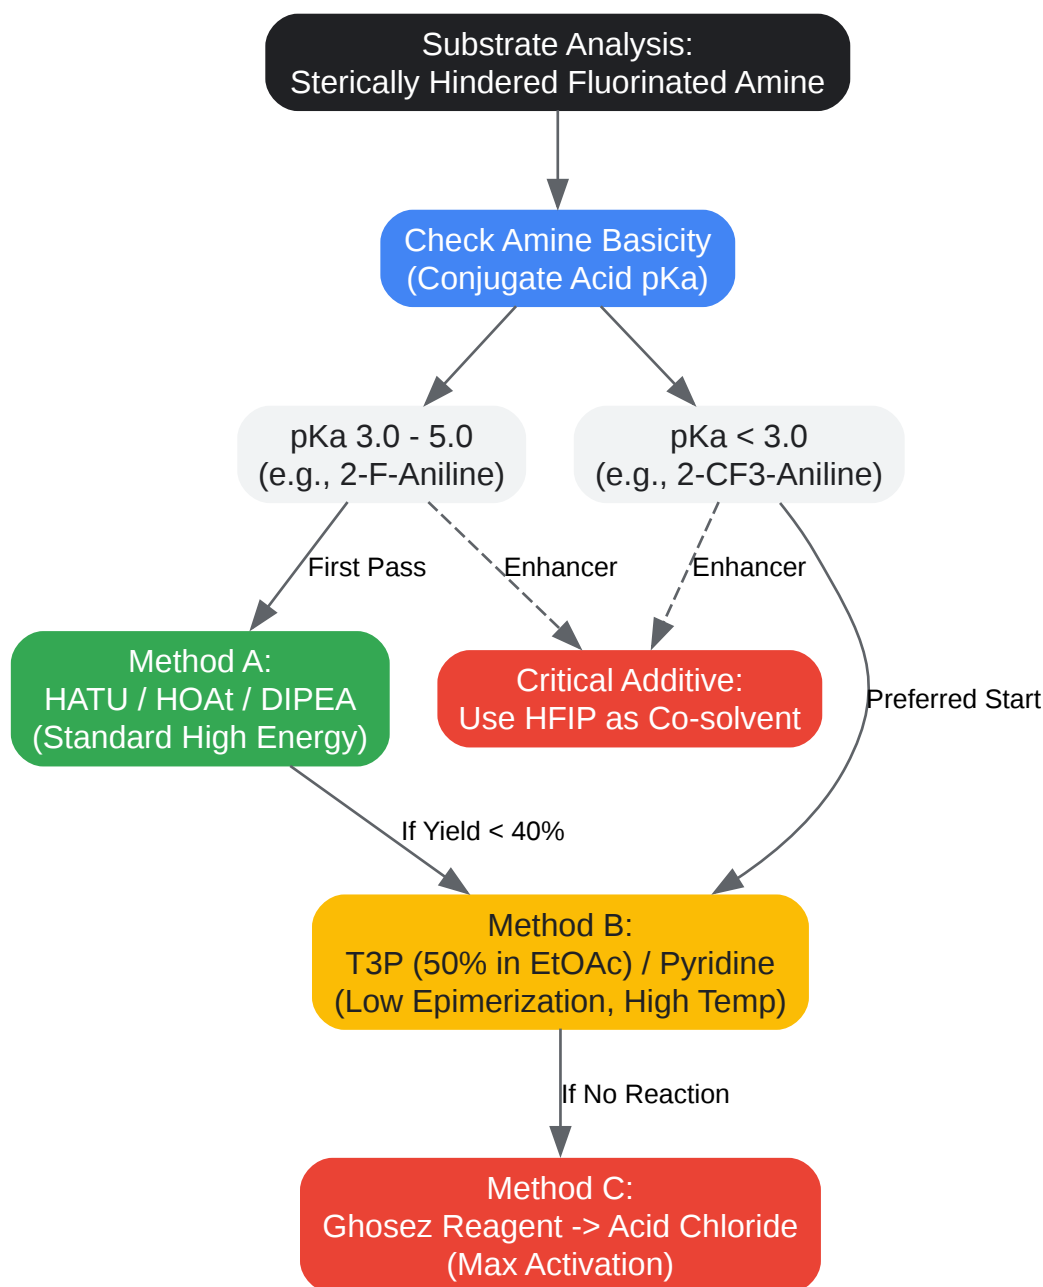 Substrate Analysis:
Sterically Hindered Fluorinated Amine
Check Amine Basicity
(Conjugate Acid pKa)
pKa 3.0 - 5.0
(e.g., 2-F-Aniline)
pKa < 3.0
(e.g., 2-CF3-Aniline)
First Pass
Enhancer
Enhancer
Method A:
HATU / HOAt / DIPEA
(Standard High Energy)
Critical Additive:
Use HFIP as Co-solvent
Preferred Start
If Yield < 40%
Method B:
T3P (50% in EtOAc) / Pyridine
(Low Epimerization, High Temp)
If No Reaction
Method C:
Ghosez Reagent -> Acid Chloride
(Max Activation)